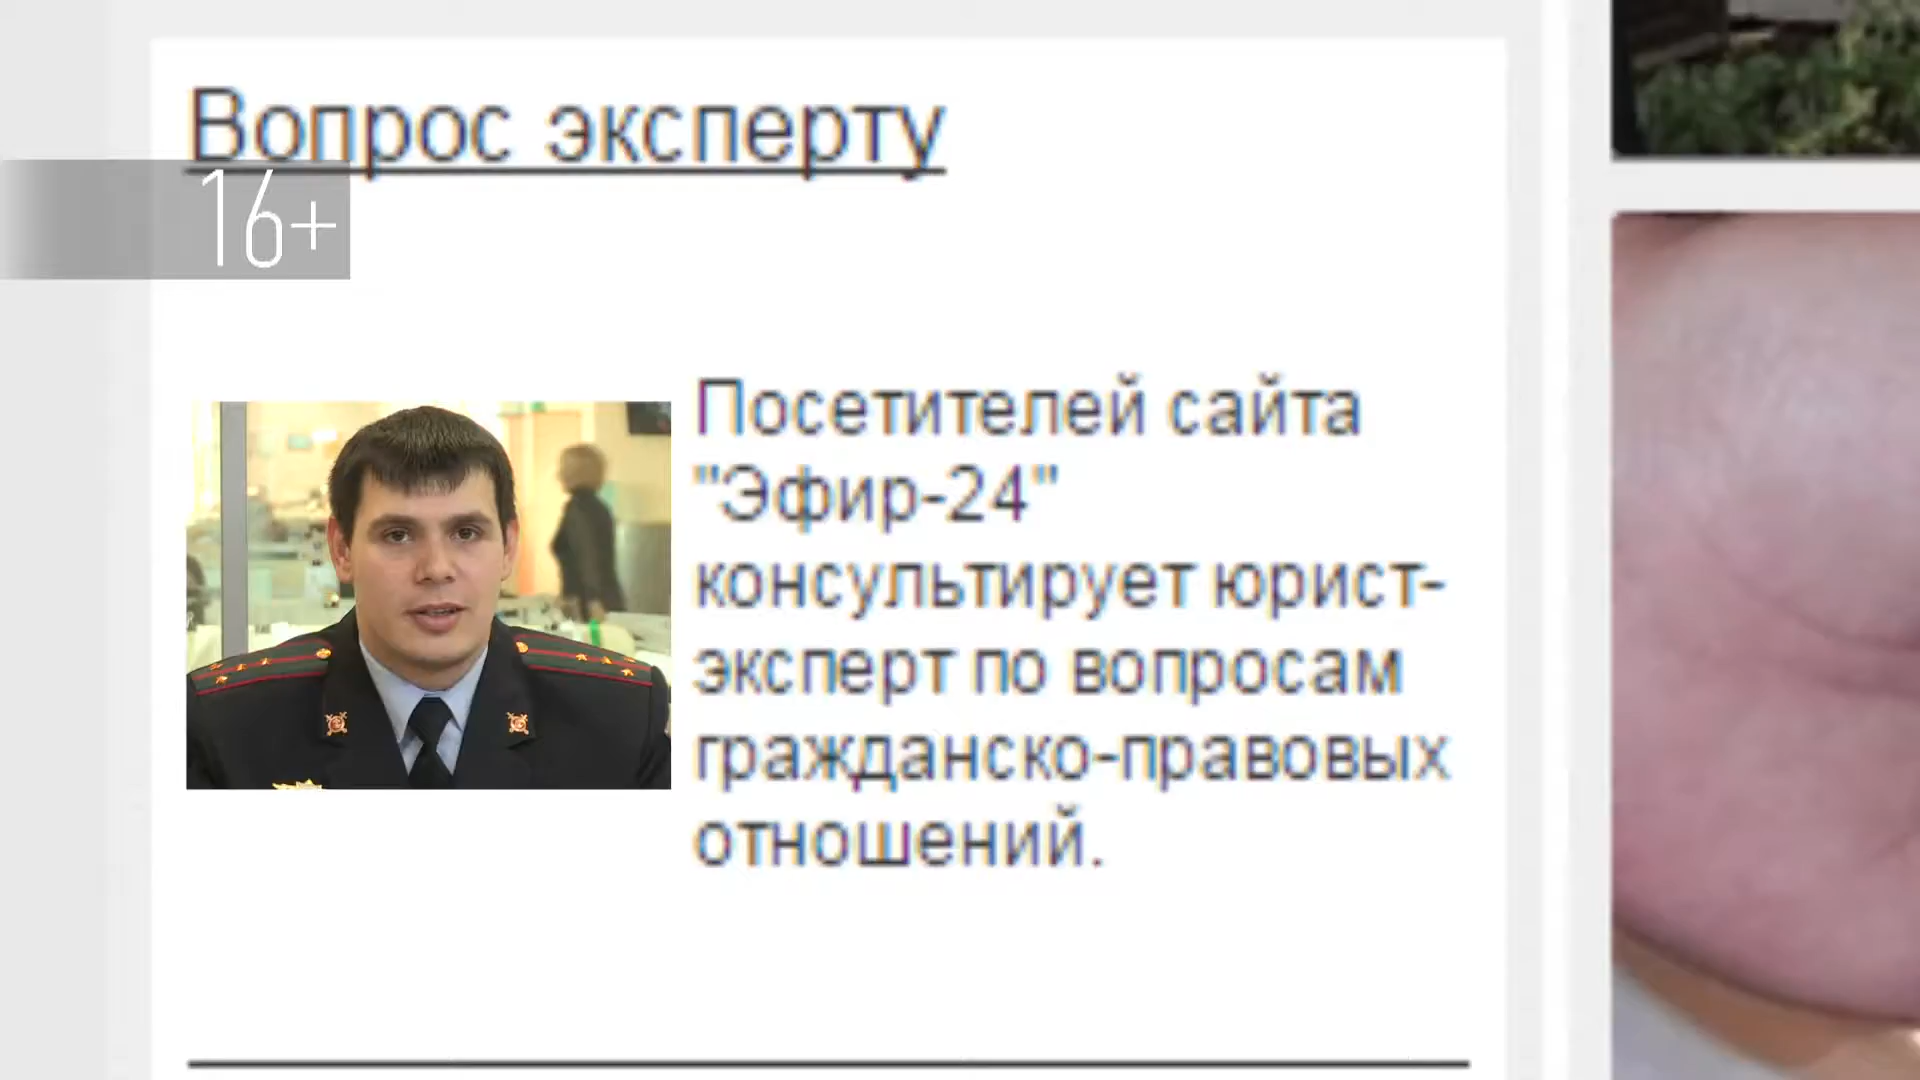 Вопрос эксперту
16+
Посетителей сайта
"Эфир-24"
консультирует юрист-
эксперт по вопросам
гражданско-правовых
отношений.